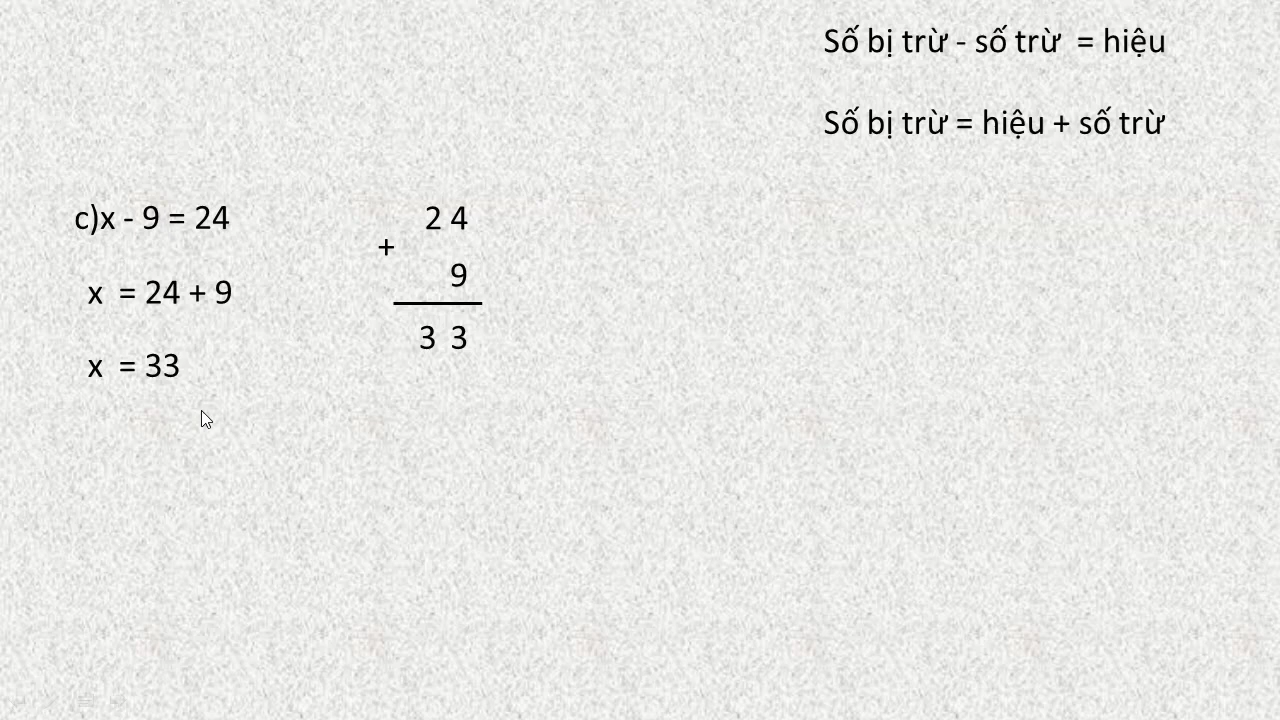 Số bị trừ - số trừ = hiệu
Số bị trừ = hiệu + số trừ
c)x - 9 = 24
x = 24 + 9
x = 33
2 4
+
9
3 3